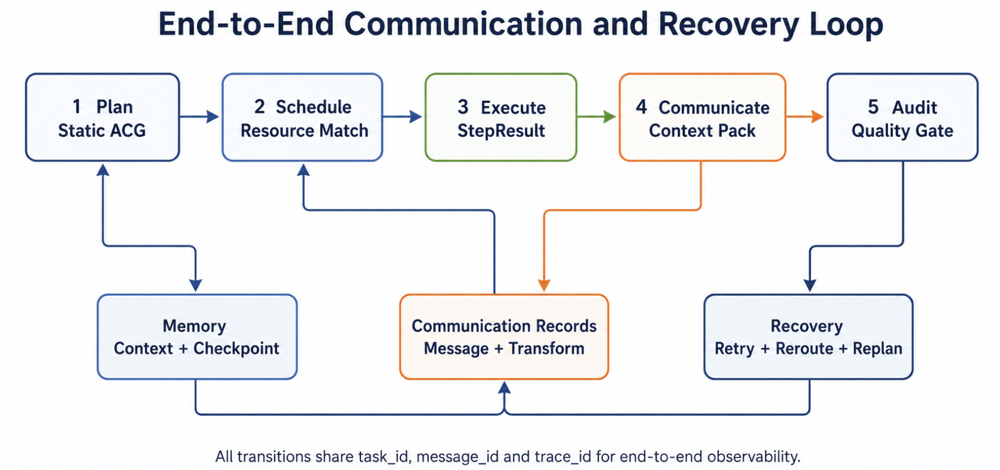 End-to-End Communication and Recovery Loop
1 Plan
Static ACG
2 Schedule
Resource Match
3 Execute
StepResult
4 Communicate
Context Pack
5 Audit
Quality Gate
Memory
Context + Checkpoint
Communication Records
Message + Transform
Recovery
Retry + Reroute + Replan
All transitions share task_id, message_id and trace_id for end-to-end observability.